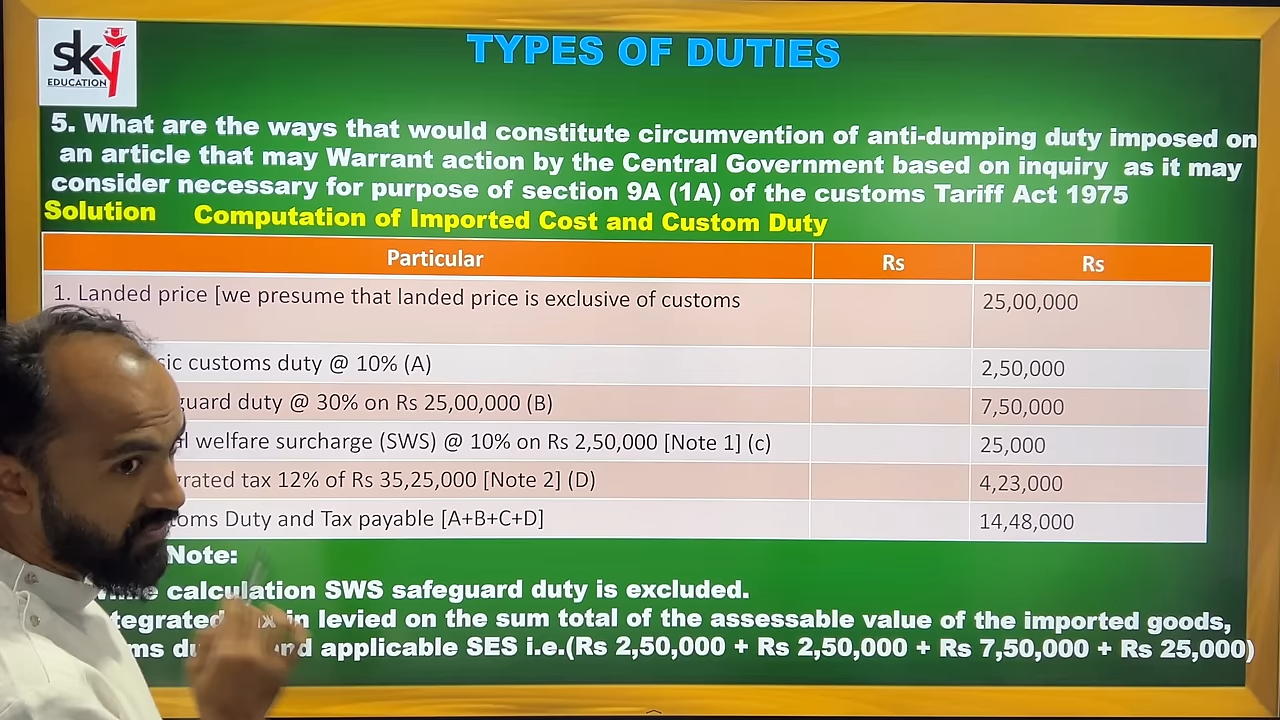 sky
EDUCATION
TYPES OF DUTIES
5. What are the ways that would constitute circumvention of anti-dumping duty imposed on
an article that may Warrant action by the Central Government based on inquiry as it may
consider necessary for purpose of section 9A (1A) of the customs Tariff Act 1975
Solution Computation of Imported Cost and Custom Duty
Particular Rs Rs
1. Landed price [we presume that landed price is exclusive of customs 25,00,000
customs duty @ 10% (A) 2,50,000
duty @ 30% on Rs 25,00,000 (B) 7,50,000
welfare surcharge (SWS) @ 10% on Rs 2,50,000 [Note 1] (c) 25,000
tax 12% of Rs 35,25,000 [Note 2] (D) 4,23,000
Duty and Tax payable [A+B+C+D] 14,48,000
Note:
calculation SWS safeguard duty is excluded.
in levied on the sum total of the assessable value of the imported goods,
applicable SES i.e.(Rs 2,50,000 + Rs 2,50,000 + Rs 7,50,000 + Rs 25,000)